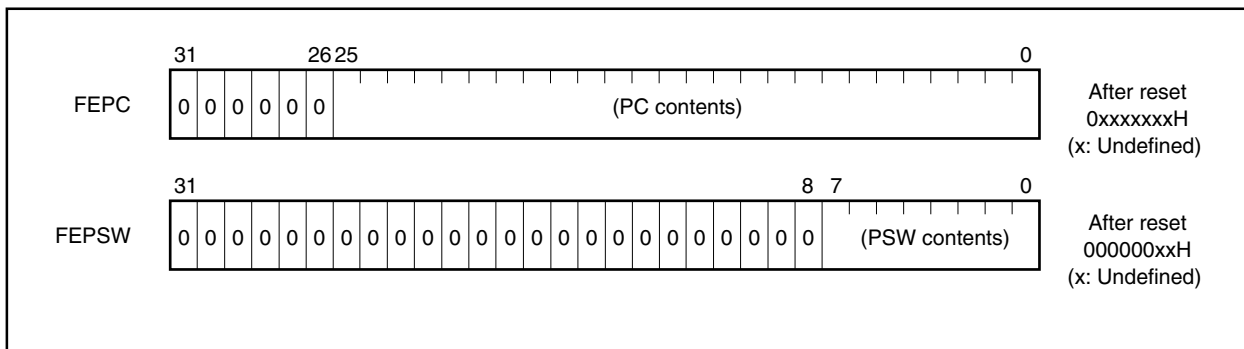 31 26 25 0
FEPC 0 0 0 0 0 0 (PC contents) After reset
0xxxxxxxH
(x: Undefined)
31 8 7 0
FEPSW 0 0 0 0 0 0 0 0 0 0 0 0 0 0 0 0 0 0 0 0 0 0 0 0 (PSW contents) After reset
000000xxH
(x: Undefined)